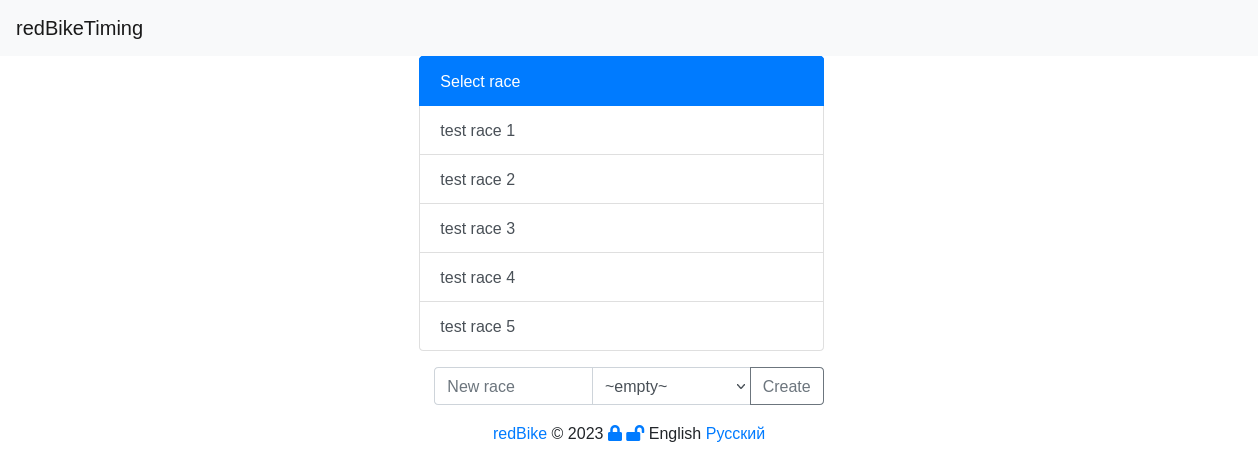 redBikeTiming
Select race
test race 1
test race 2
test race 3
test race 4
test race 5
New race ~empty~ Create
redBike © 2023 English Русский